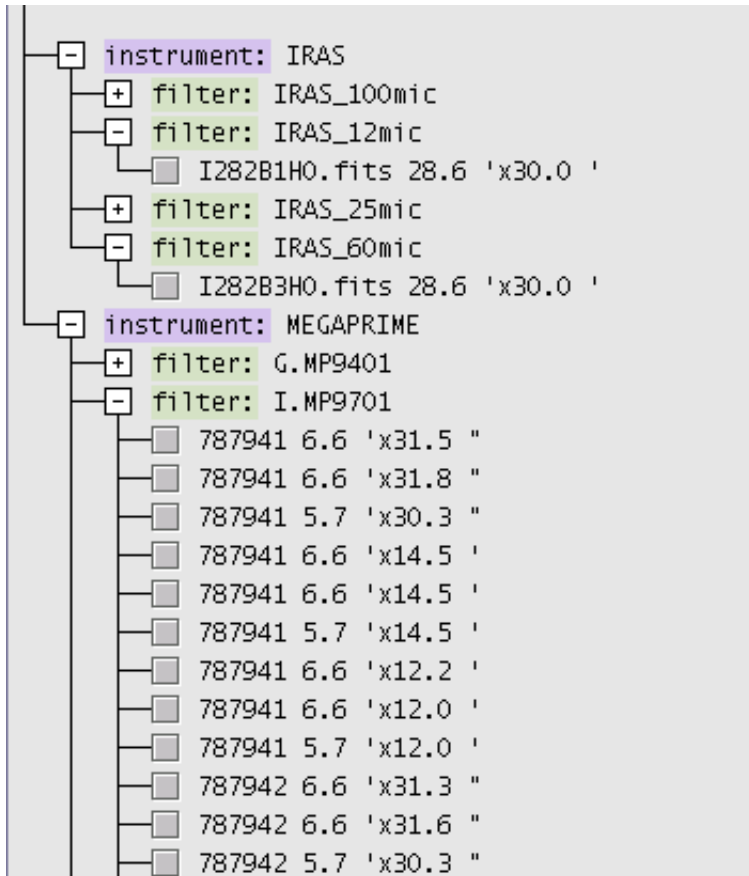 instrument: IRAS
filter: IRAS_100mic
filter: IRAS_12mic
I282B1H0.fits 28.6 'x30.0 '
filter: IRAS_25mic
filter: IRAS_60mic
I282B3H0.fits 28.6 'x30.0 '
instrument: MEGAPRIME
filter: G.MP9401
filter: I.MP9701
787941 6.6 'x31.5 "
787941 6.6 'x31.8 "
787941 5.7 'x30.3 "
787941 6.6 'x14.5 '
787941 6.6 'x14.5 '
787941 5.7 'x14.5 '
787941 6.6 'x12.2 '
787941 6.6 'x12.0 '
787941 5.7 'x12.0 '
787942 6.6 'x31.3 "
787942 6.6 'x31.6 "
787942 5.7 'x30.3 "